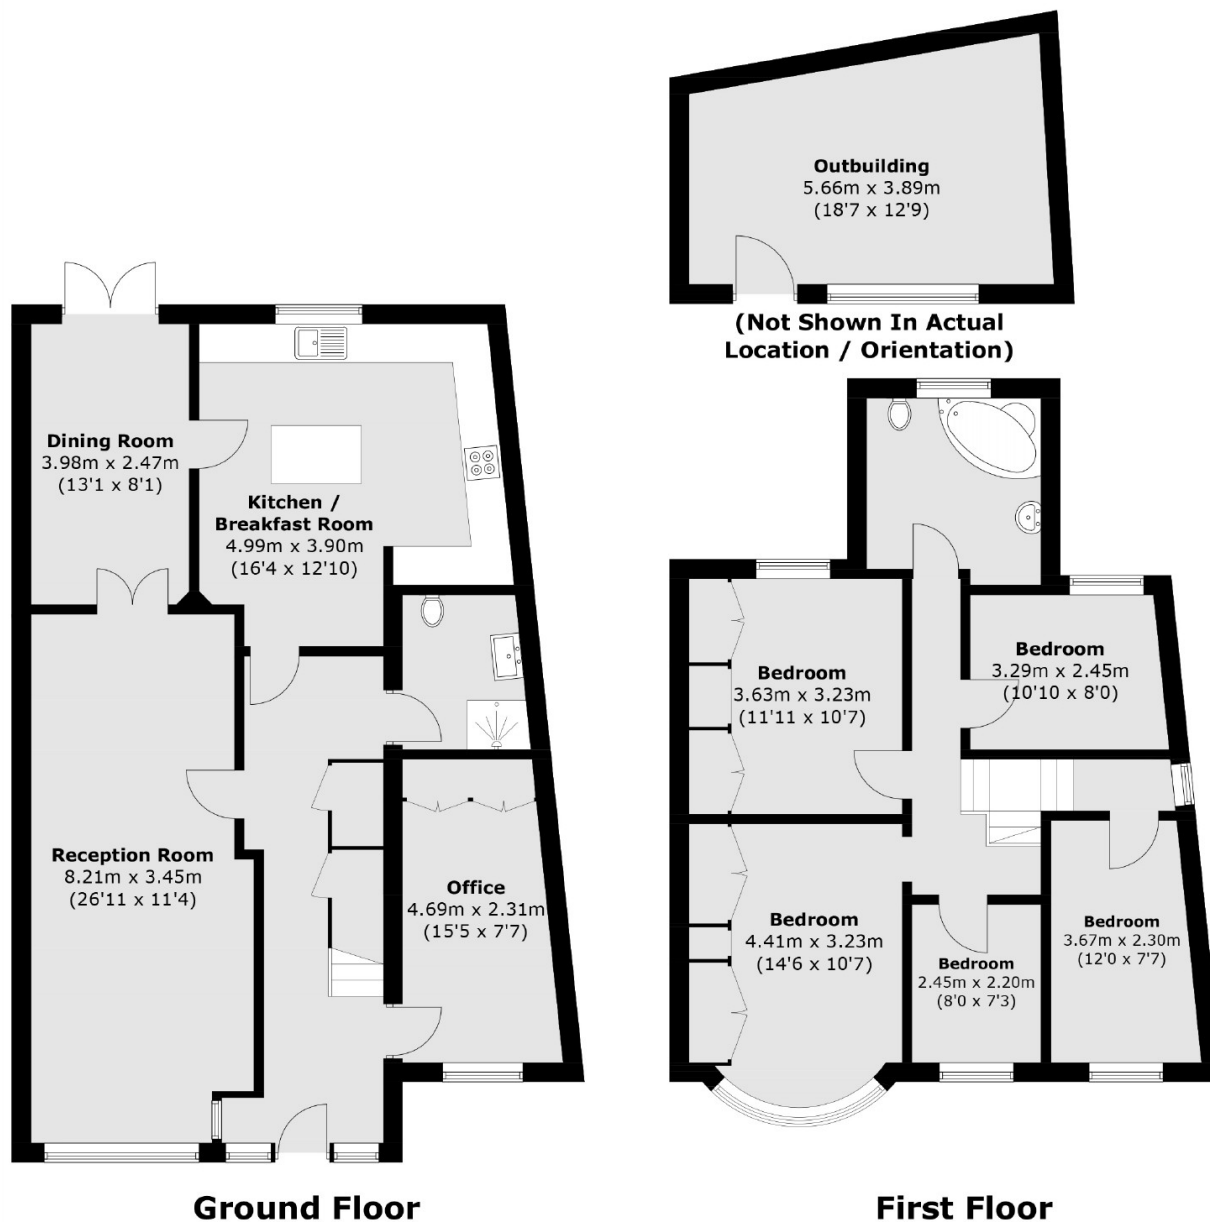 Outbuilding
5.66m x 3.89m
(18'7 x 12'9)
(Not Shown In Actual
Location / Orientation)
Dining Room
3.98m x 2.47m
(13'1 x 8'1)
Kitchen /
Breakfast Room
4.99m x 3.90m
(16'4 x 12'10)
Reception Room
8.21m x 3.45m
(26'11 x 11'4)
Office
4.69m x 2.31m
(15'5 x 7'7)
Ground Floor
Bedroom
3.63m x 3.23m
(11'11 x 10'7)
Bedroom
3.29m x 2.45m
(10'10 x 8'0)
Bedroom
4.41m x 3.23m
(14'6 x 10'7)
Bedroom
2.45m x 2.20m
(8'0 x 7'3)
Bedroom
3.67m x 2.30m
(12'0 x 7'7)
First Floor